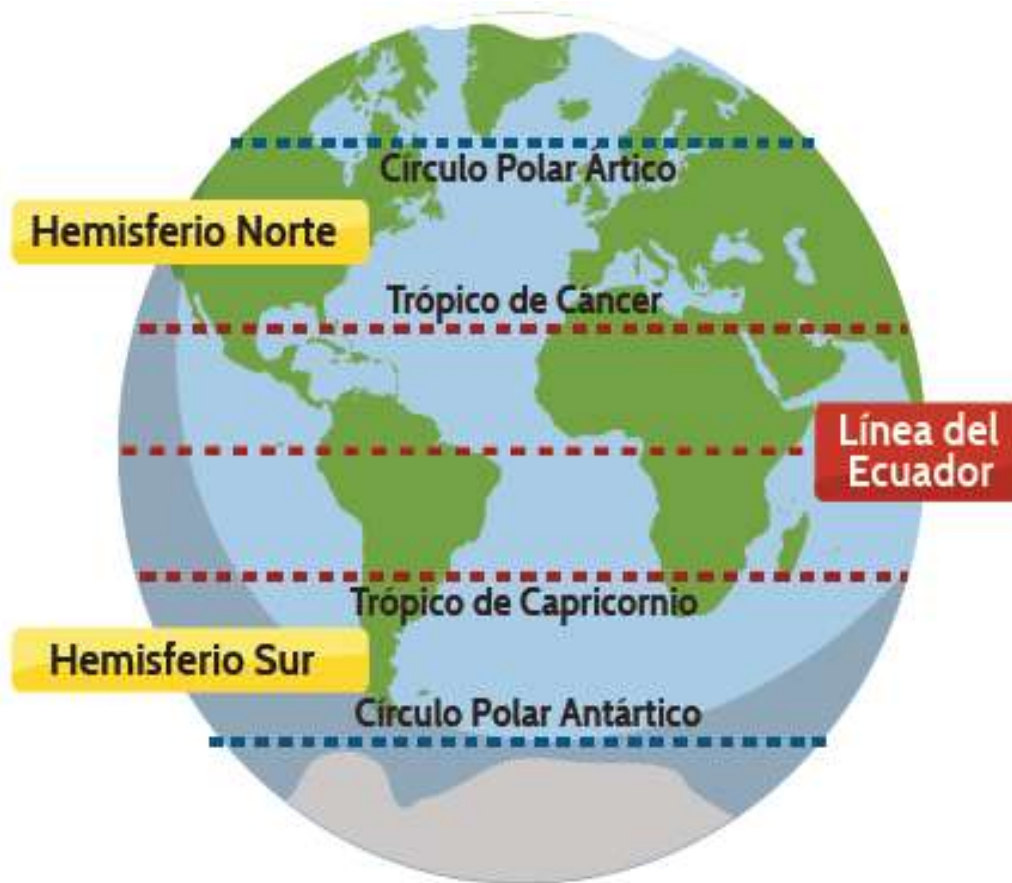 Círculo Polar Ártico
Hemisferio Norte
Trópico de Cáncer
Línea del
Ecuador
Trópico de Capricornio
Hemisferio Sur
Círculo Polar Antártico